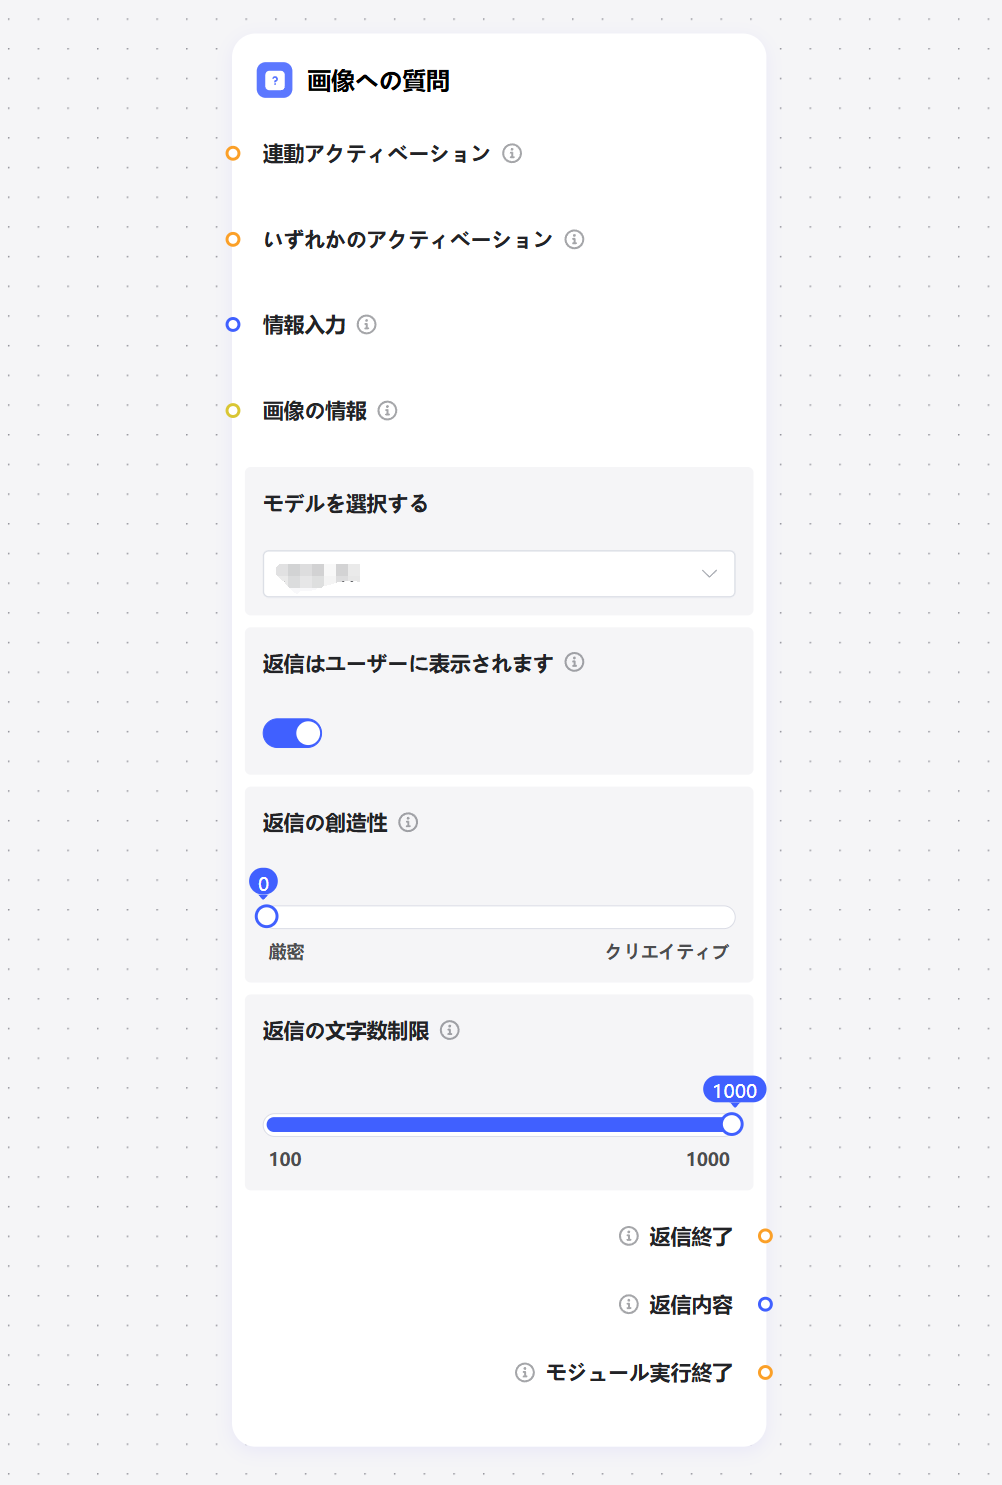 画像への質問
連動アクティベーション
いずれかのアクティベーション
情報入力
画像の情報
モデルを選択する
返信はユーザーに表示されます
返信の創造性
0
厳密 クリエイティブ
返信の文字数制限
1000
100 1000
返信終了
返信内容
モジュール実行終了